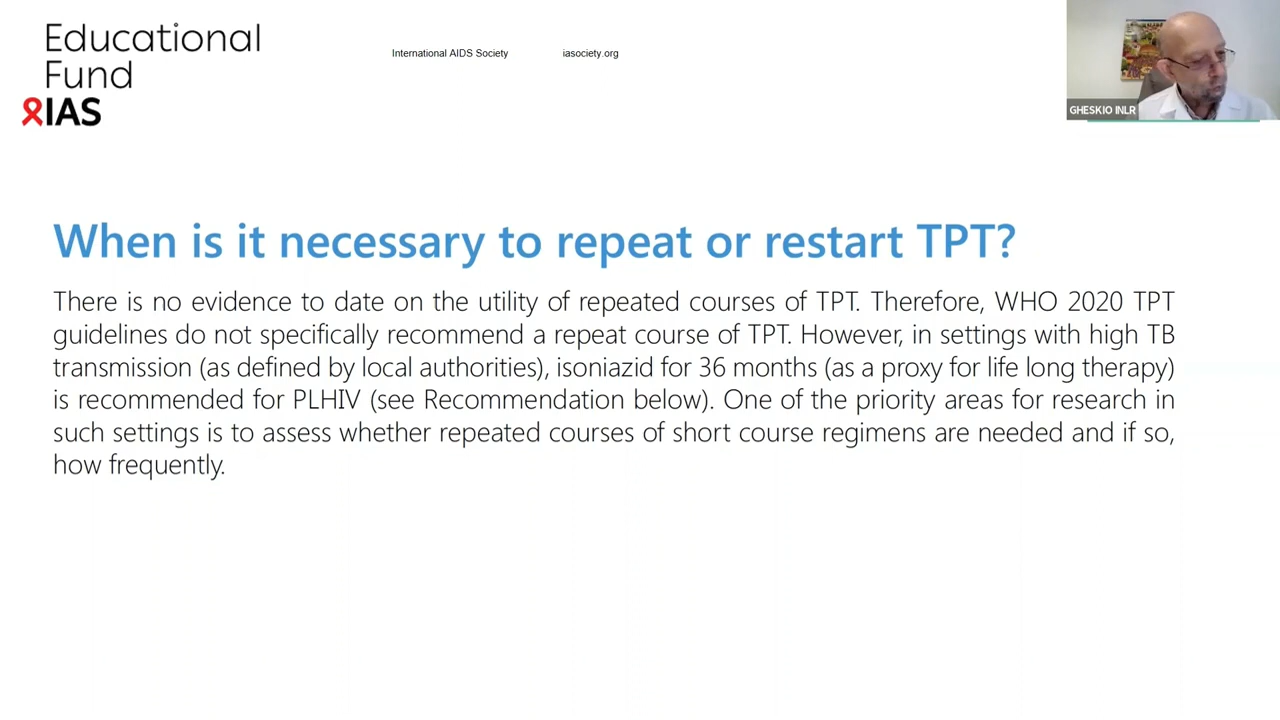 Educational
Fund
IAS
International AIDS Society
iasociety.org
GHESKIO INLR
When is it necessary to repeat or restart TPT?
There is no evidence to date on the utility of repeated courses of TPT. Therefore, WHO 2020 TPT
guidelines do not specifically recommend a repeat course of TPT. However, in settings with high TB
transmission (as defined by local authorities), isoniazid for 36 months (as a proxy for life long therapy)
is recommended for PLHIV (see Recommendation below). One of the priority areas for research in
such settings is to assess whether repeated courses of short course regimens are needed and if so,
how frequently.